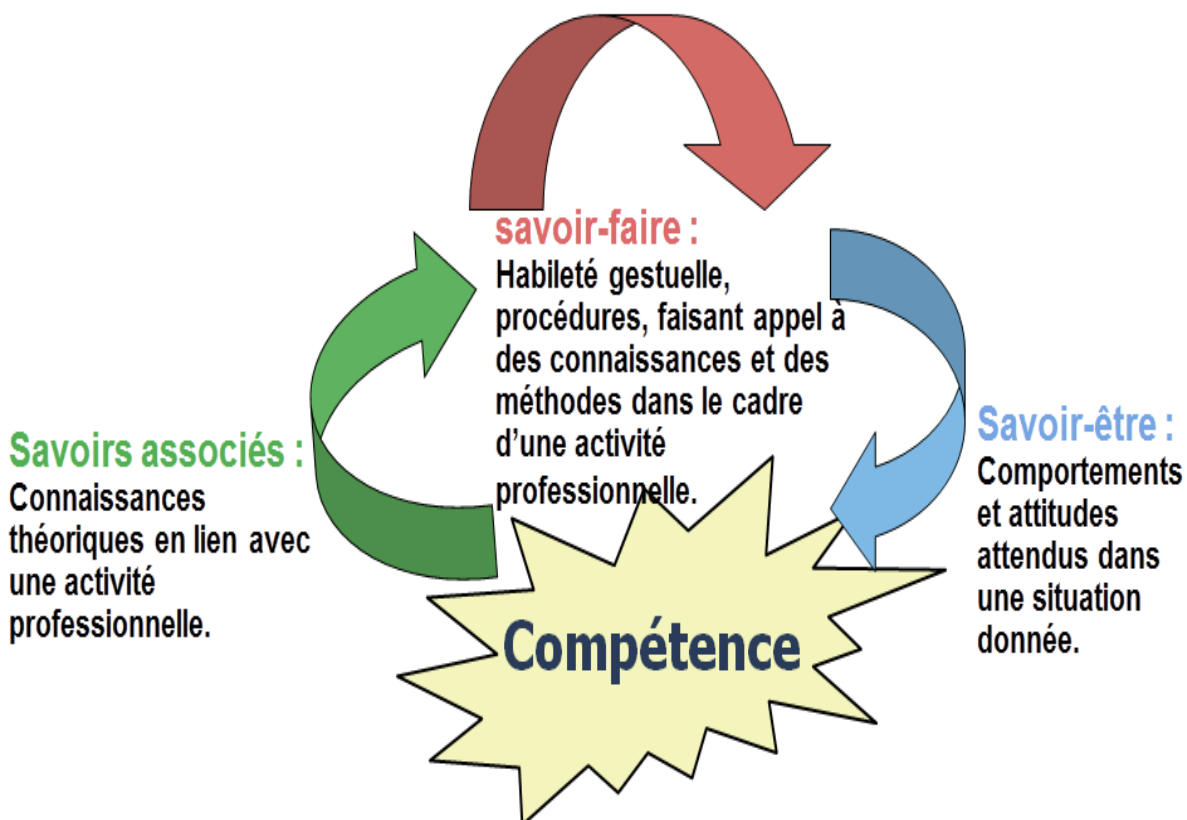 savoir-faire :
Habileté gestuelle,
procédures, faisant appel à
des connaissances et des
méthodes dans le cadre
d'une activité
professionnelle.
Savoirs associés :
Connaissances
théoriques en lien avec
une activité
professionnelle.
Savoir-être :
Comportements
et attitudes
attendus dans
une situation
donnée.
Compétence